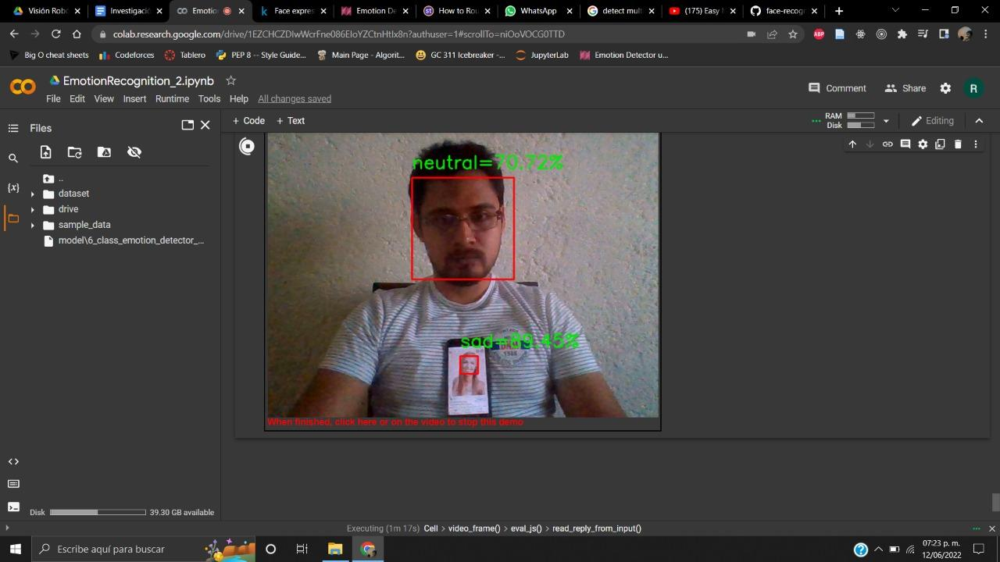 Visión Rob
Investigació
Emotio
Face expres
Emotion De
How to Rou
WhatsApp
detect mult
(175) Easy M
face-recogr
colab.research.google.com/drive/1EZCHCZDIwWcrFne086EIoYZCtnHtIx8n?authuser=1#scrollTo=niOoVOCG0TTD
Big O cheat sheets
Codeforces
Tablero
PEP 8 -- Style Guide...
Main Page - Algorit...
GC 311 Icebreaker -...
JupyterLab
Emotion Detector u...
EmotionRecognition_2.ipynb
File Edit View Insert Runtime Tools Help All changes saved
Comment
Share
R
Files
+ Code + Text
RAM
Disk
Editing
..
dataset
drive
sample_data
model\6_class_emotion_detector_...
neutral=70.72%
sad=89.45%
1986
When finished, click here or on the video to stop this demo
Disk 39.30 GB available
Executing (1m 17s) Cell > video_frame() > eval_js() > read_reply_from_input()
Escribe aquí para buscar
07:23 p. m.
12/06/2022